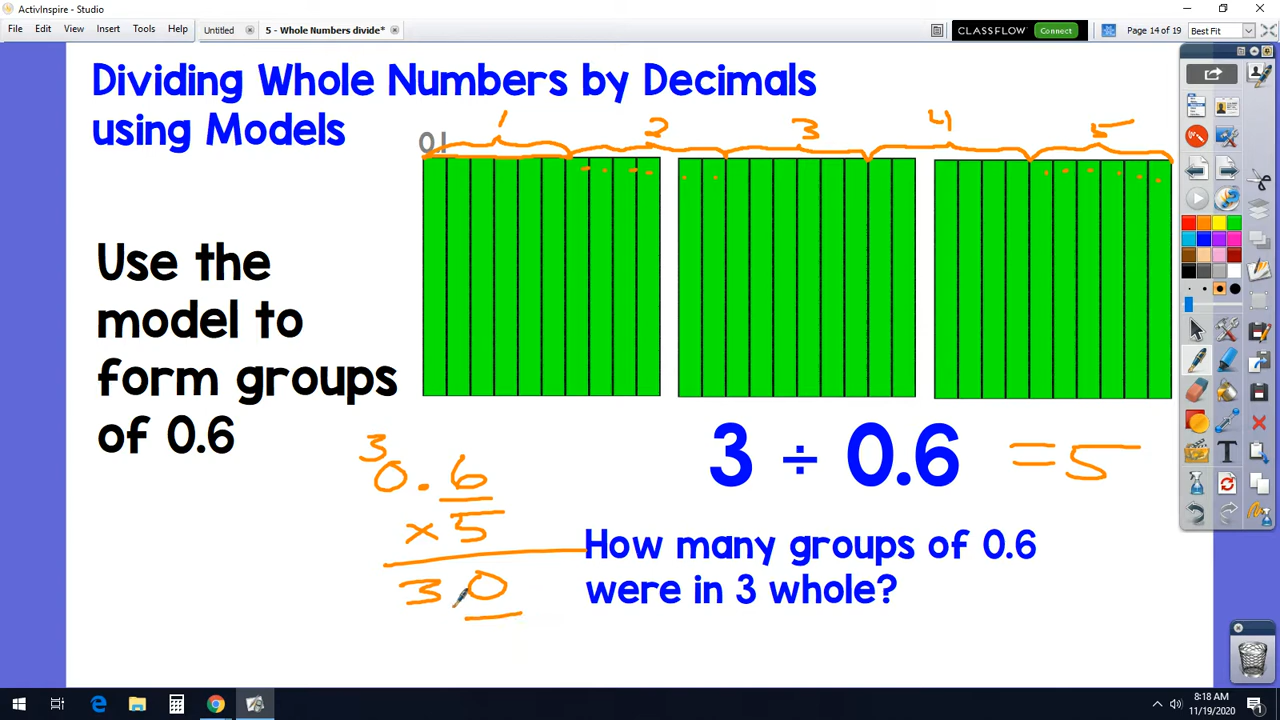 ActivInspire - Studio
File Edit View Insert Tools Help
Untitled
5 - Whole Numbers divide*
CLASSFLOW Connect
Page 14 of 19
Best Fit
Dividing Whole Numbers by Decimals
using Models
0.1
1 2 3 4 5
Use the
model to
form groups
of 0.6
3 ÷ 0.6 = 5
3
0.6
× 5
3.0
How many groups of 0.6
were in 3 whole?
8:18 AM
11/19/2020
1